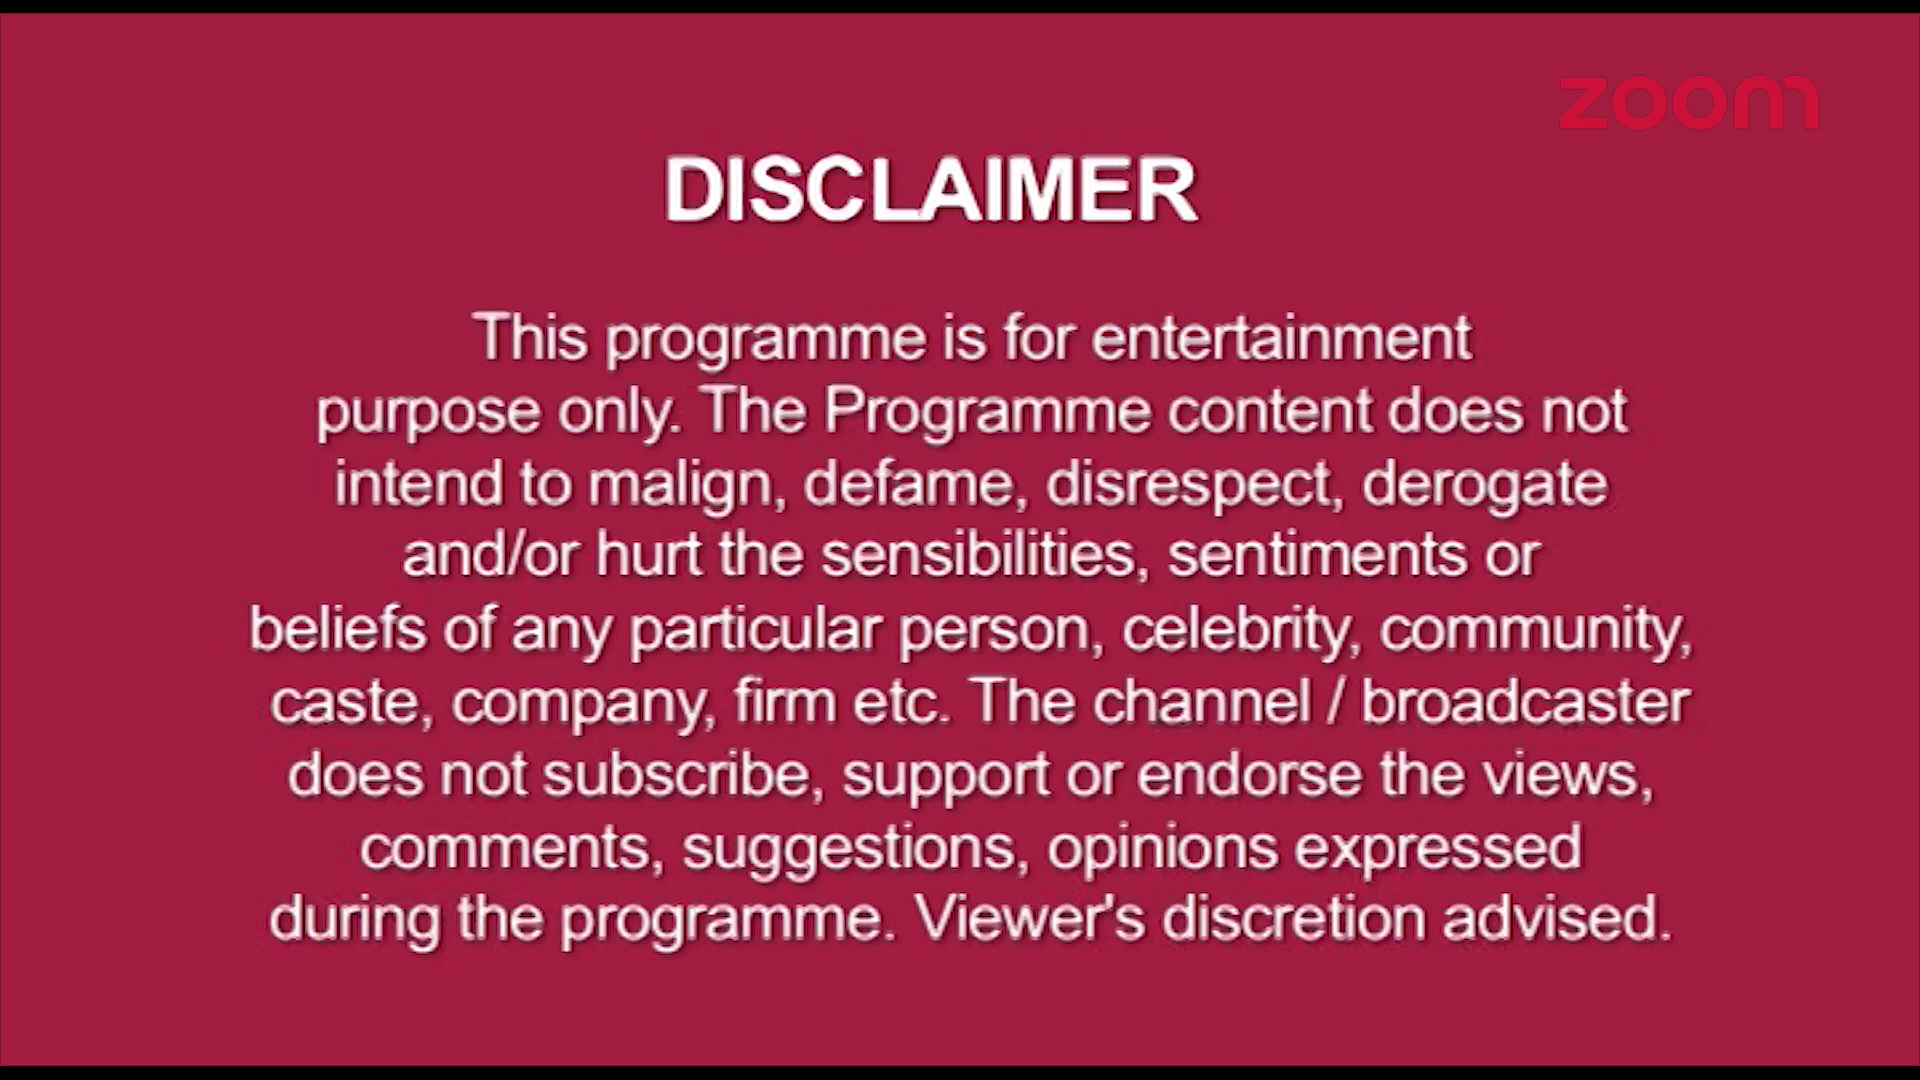 zoom
DISCLAIMER
This programme is for entertainment
purpose only. The Programme content does not
intend to malign, defame, disrespect, derogate
and/or hurt the sensibilities, sentiments or
beliefs of any particular person, celebrity, community,
caste, company, firm etc. The channel / broadcaster
does not subscribe, support or endorse the views,
comments, suggestions, opinions expressed
during the programme. Viewer's discretion advised.